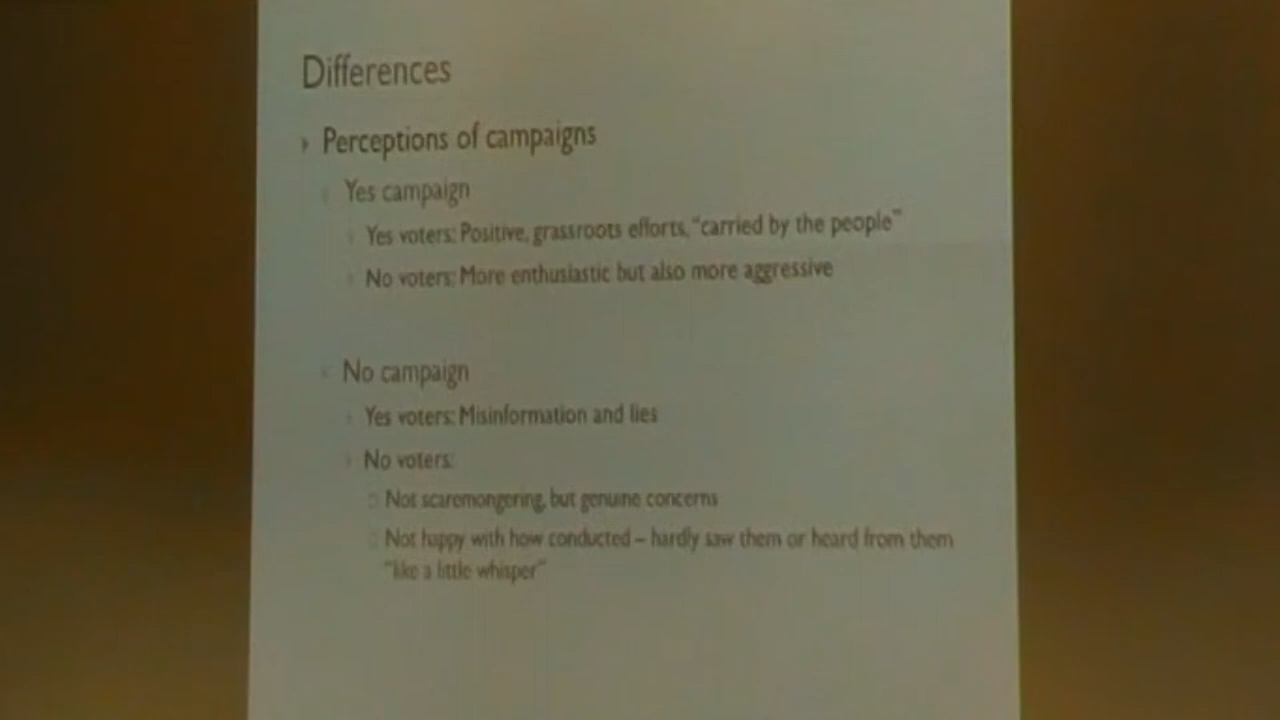 Differences
Perceptions of campaigns
Yes campaign
Yes voters: Positive, grassroots efforts, “carried by the people”
No voters: More enthusiastic but also more aggressive
No campaign
Yes voters: Misinformation and lies
No voters:
Not scaremongering, but genuine concerns
Not happy with how conducted – hardly saw them or heard from them
“like a little whisper”